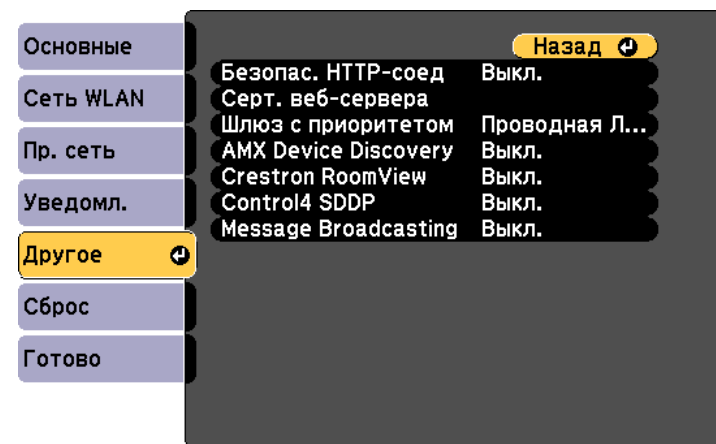 Основные
Сеть WLAN
Пр. сеть
Уведомл.
Другое
Сброс
Готово
Назад
Безопас. HTTP-соед Выкл.
Серт. веб-сервера
Шлюз с приоритетом Проводная Л...
AMX Device Discovery Выкл.
Crestron RoomView Выкл.
Control4 SDDP Выкл.
Message Broadcasting Выкл.